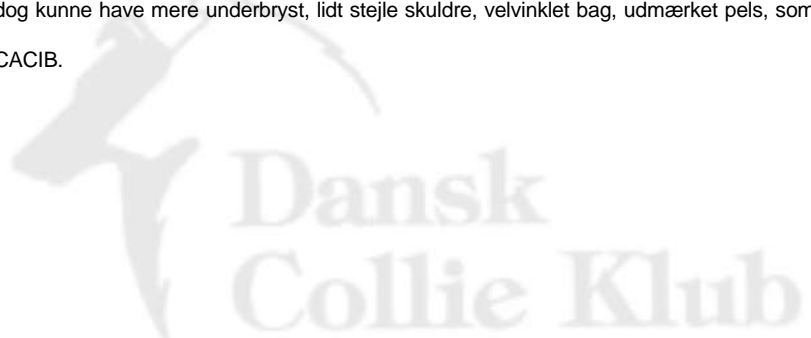 dog kunne have mere underbryst, lidt stejle skuldre, velvinklet bag, udmærket pels, som
CACIB.
Dansk
Collie Klub